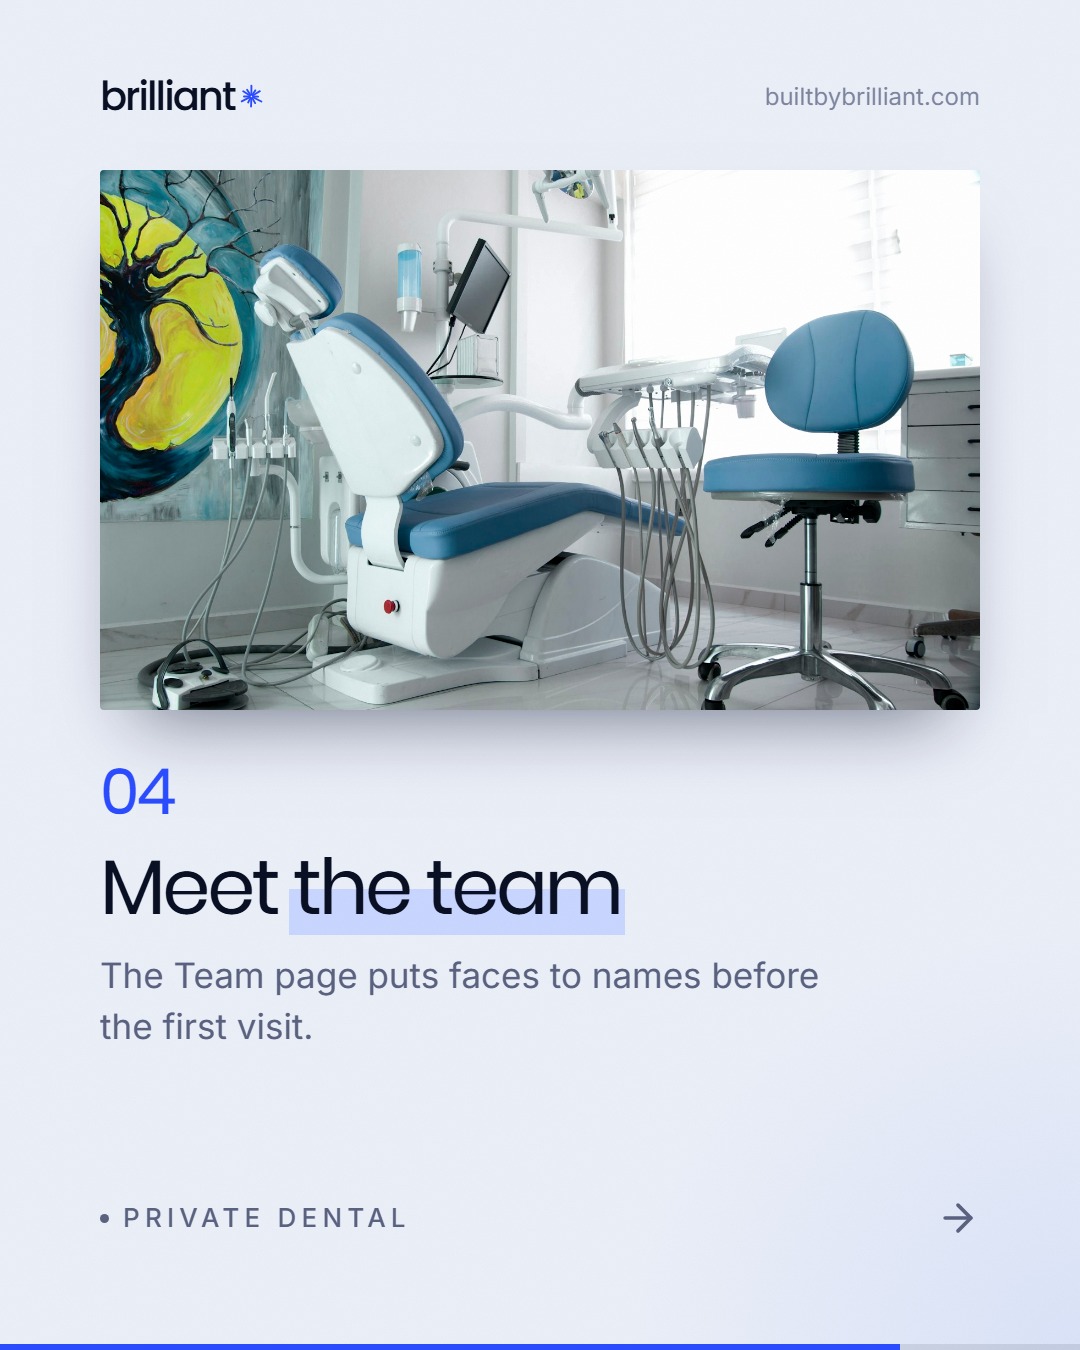 brilliant
builtbybrilliant.com
04
Meet the team
The Team page puts faces to names before
the first visit.
• PRIVATE DENTAL